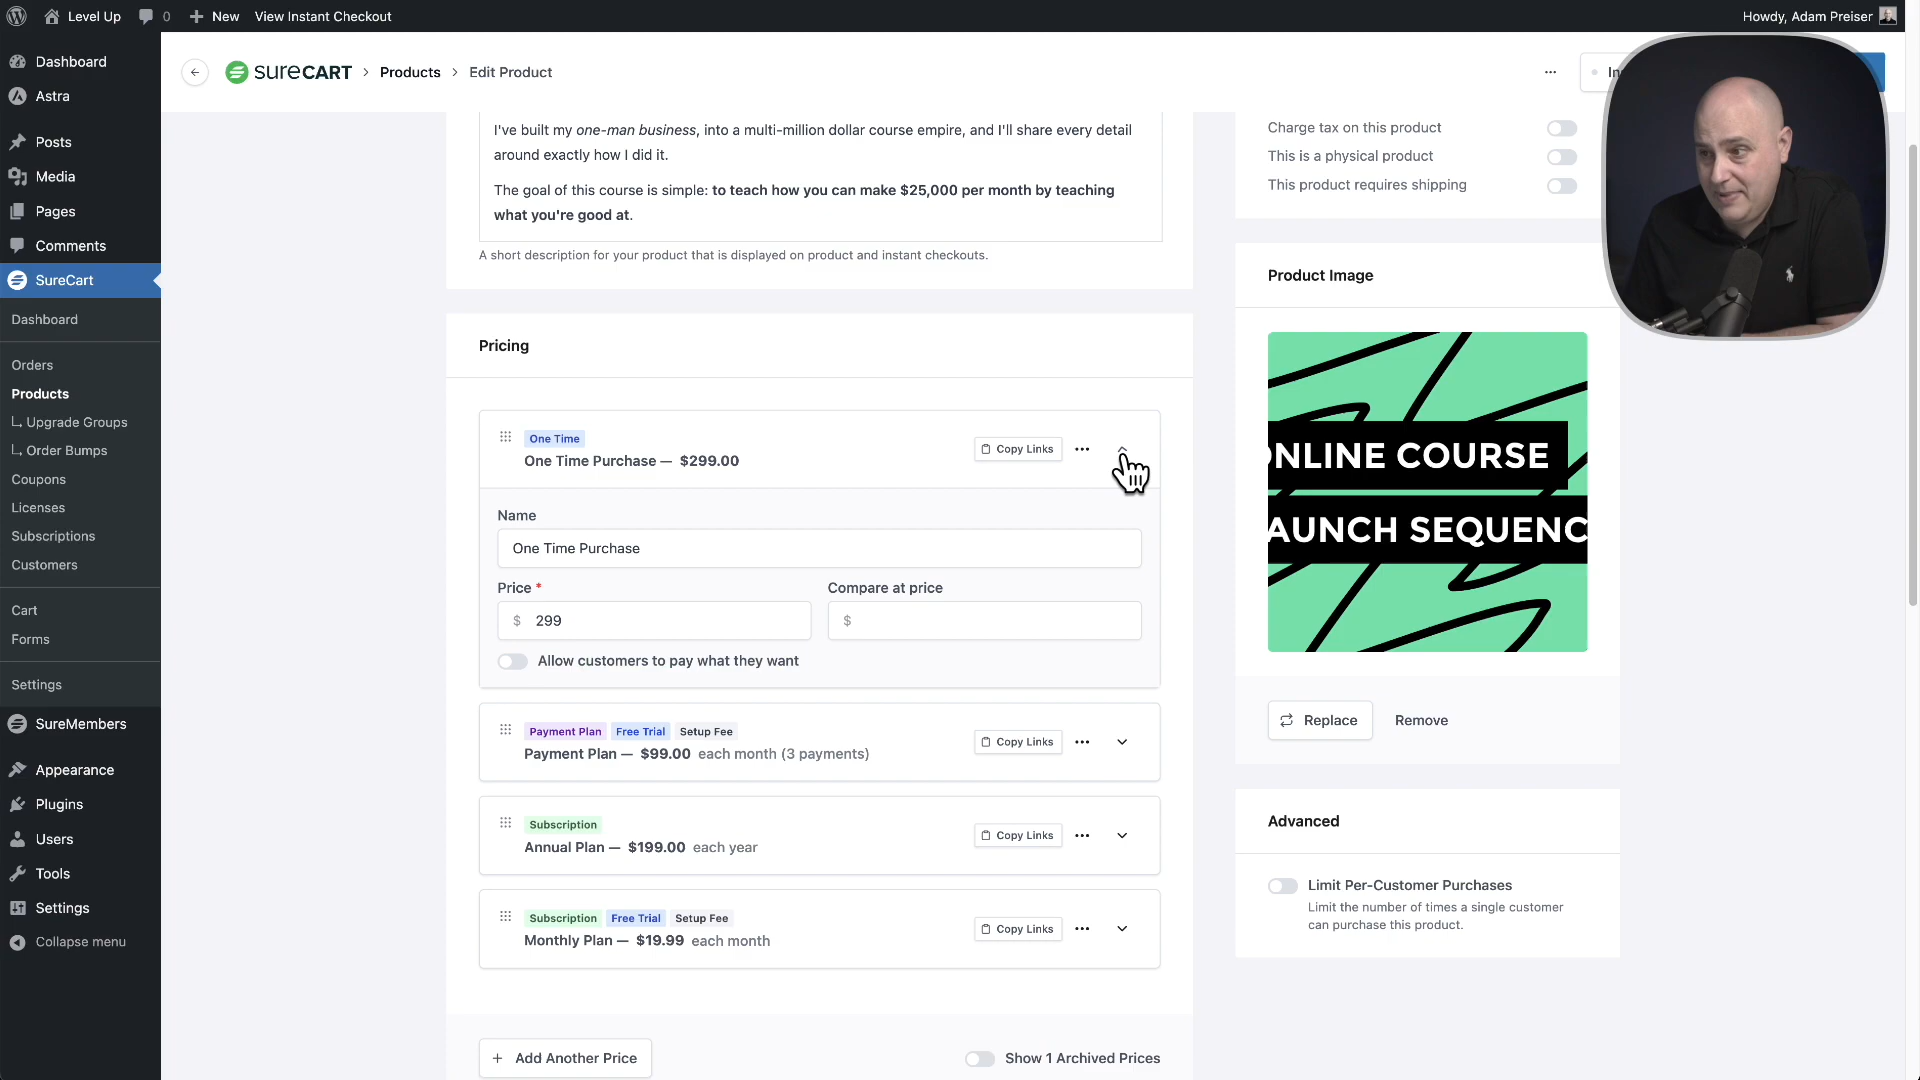 Level Up
0
New
View Instant Checkout
Howdy, Adam Preiser
Dashboard
Astra
Posts
Media
Pages
Comments
SureCart
Dashboard
Orders
Products
Upgrade Groups
Order Bumps
Coupons
Licenses
Subscriptions
Customers
Cart
Forms
Settings
SureMembers
Appearance
Plugins
Users
Tools
Settings
Collapse menu
SURECART > Products > Edit Product
I've built my one-man business, into a multi-million dollar course empire, and I'll share every detail
around exactly how I did it.
The goal of this course is simple: to teach how you can make $25,000 per month by teaching
what you're good at.
A short description for your product that is displayed on product and instant checkouts.
Pricing
One Time
One Time Purchase — $299.00
Copy Links
Name
One Time Purchase
Price *
Compare at price
$ 299
$
Allow customers to pay what they want
Payment Plan Free Trial Setup Fee
Payment Plan — $99.00 each month (3 payments)
Copy Links
Subscription
Annual Plan — $199.00 each year
Copy Links
Subscription Free Trial Setup Fee
Monthly Plan — $19.99 each month
Copy Links
+ Add Another Price
Show 1 Archived Prices
Charge tax on this product
This is a physical product
This product requires shipping
Product Image
ONLINE COURSE
AUNCH SEQUENC
Replace
Remove
Advanced
Limit Per-Customer Purchases
Limit the number of times a single customer
can purchase this product.